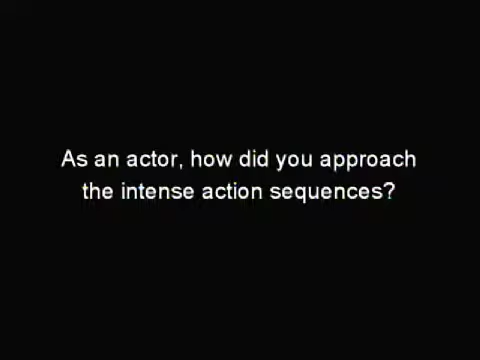 As an actor, how did you approach
the intense action sequences?